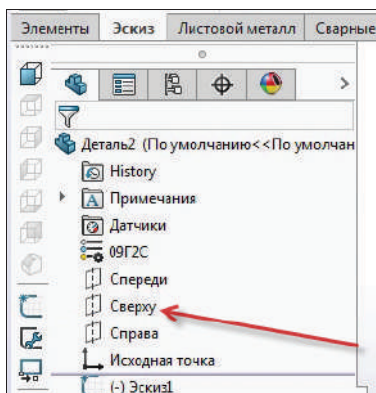 Элементы Эскиз Листовой металл Сварные
Деталь2 (По умолчанию<<По умолчан
History
Примечания
Датчики
09Г2С
Спереди
Сверху
Справа
Исходная точка
(-) Эскиз1